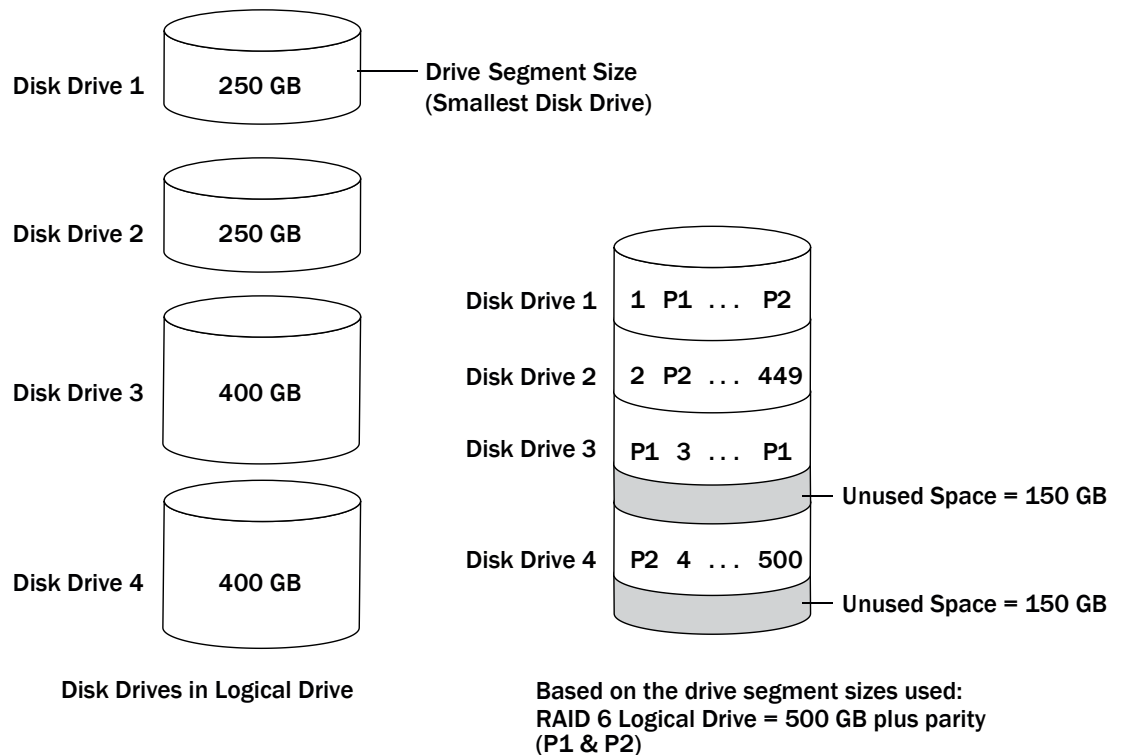 Disk Drive 1
250 GB
Drive Segment Size
(Smallest Disk Drive)
Disk Drive 2
250 GB
Disk Drive 3
400 GB
Disk Drive 4
400 GB
Disk Drives in Logical Drive
Disk Drive 1
1 P1 ... P2
Disk Drive 2
2 P2 ... 449
Disk Drive 3
P1 3 ... P1
Unused Space = 150 GB
Disk Drive 4
P2 4 ... 500
Unused Space = 150 GB
Based on the drive segment sizes used:
RAID 6 Logical Drive = 500 GB plus parity
(P1 & P2)